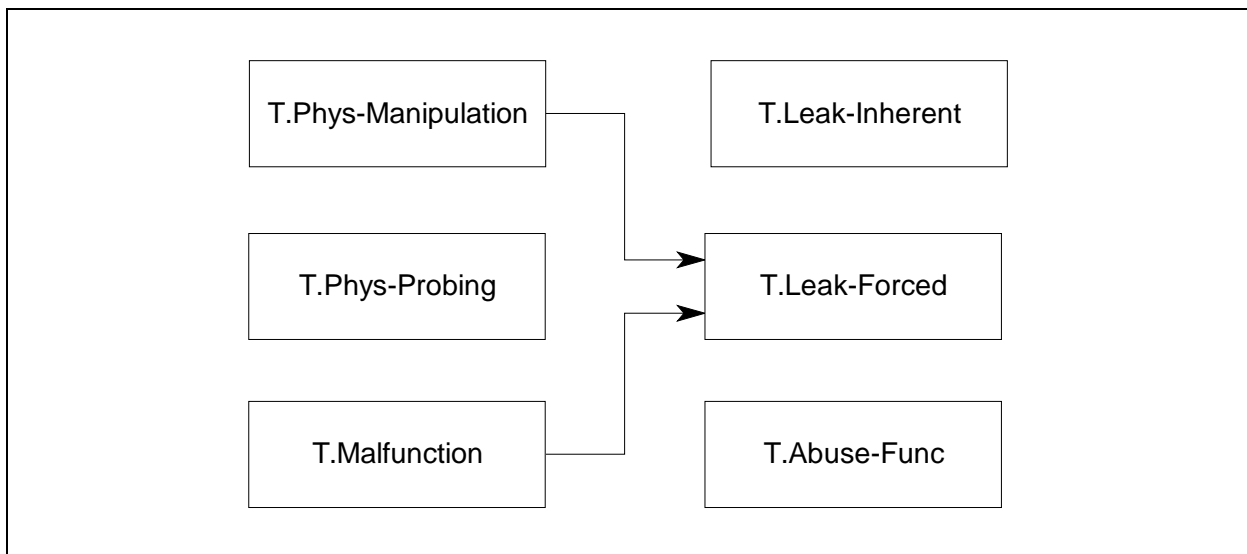 T.Phys-Manipulation
T.Leak-Inherent
T.Phys-Probing
T.Leak-Forced
T.Malfunction
T.Abuse-Func